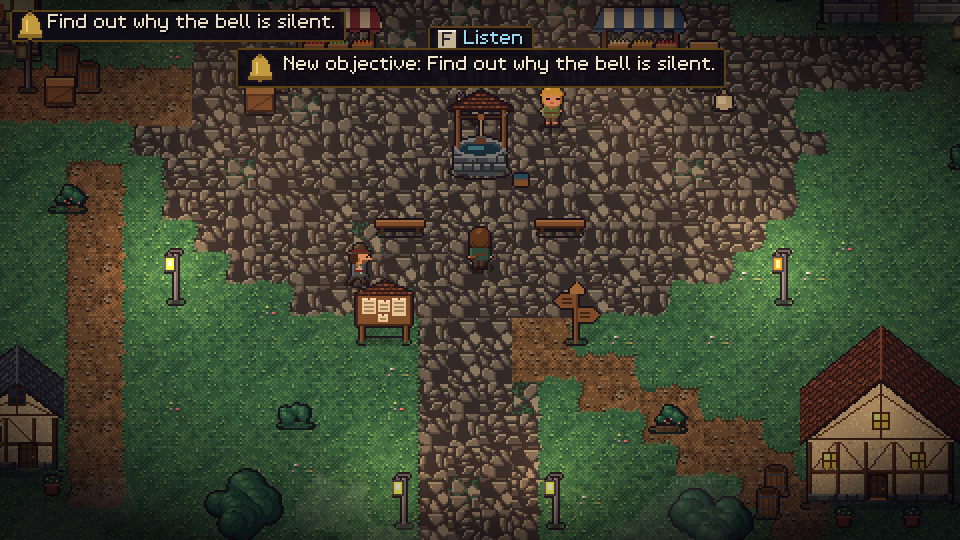 Find out why the bell is silent.
F Listen
New objective: Find out why the bell is silent.